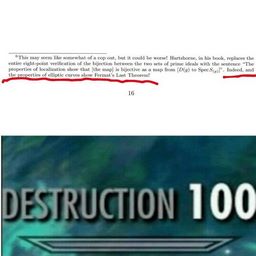 ⁶This may seem like somewhat of a cop out, but it could be worse! Hartshorne, in his book, replaces the
entire eight-point verification of the bijection between the two sets of prime ideals with the sentence "The
properties of localization show that [the map] is bijective as a map from [D(g) to Spec S₍g₎]". Indeed, and
the properties of elliptic curves show Fermat's Last Theorem!
16
DESTRUCTION 100